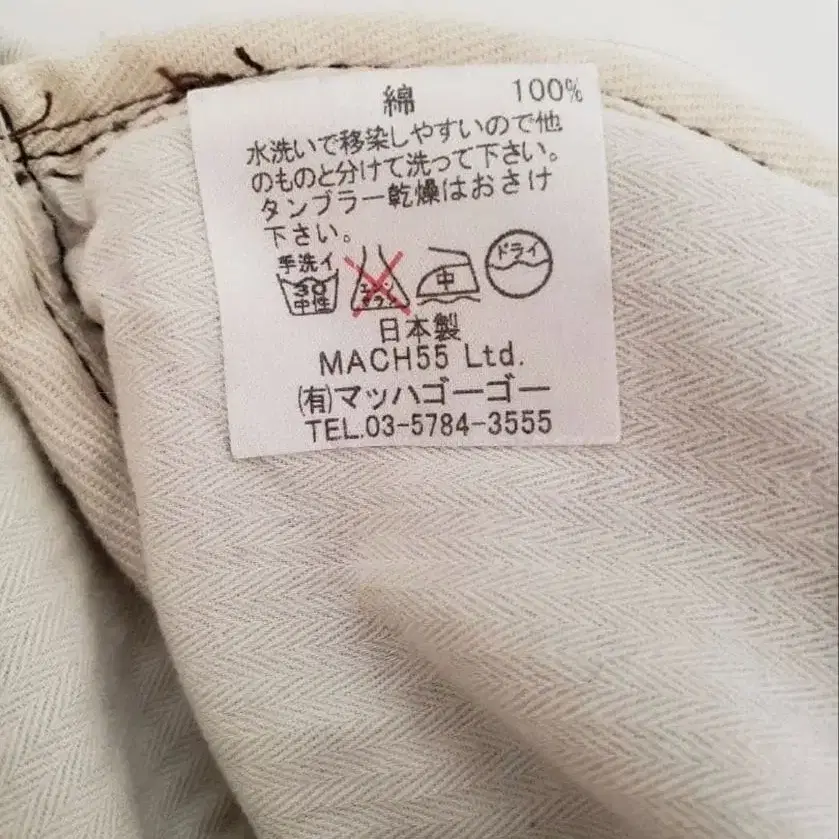 綿 100%
水洗いで移染しやすいので他
のものと分けて洗って下さい。
タンブラー乾燥はおさけ
下さい。
手洗イ
30
中性
エンソ
サラシ
中
ドライ
日本製
MACH55 Ltd.
(有)マッハゴーゴー
TEL.03-5784-3555